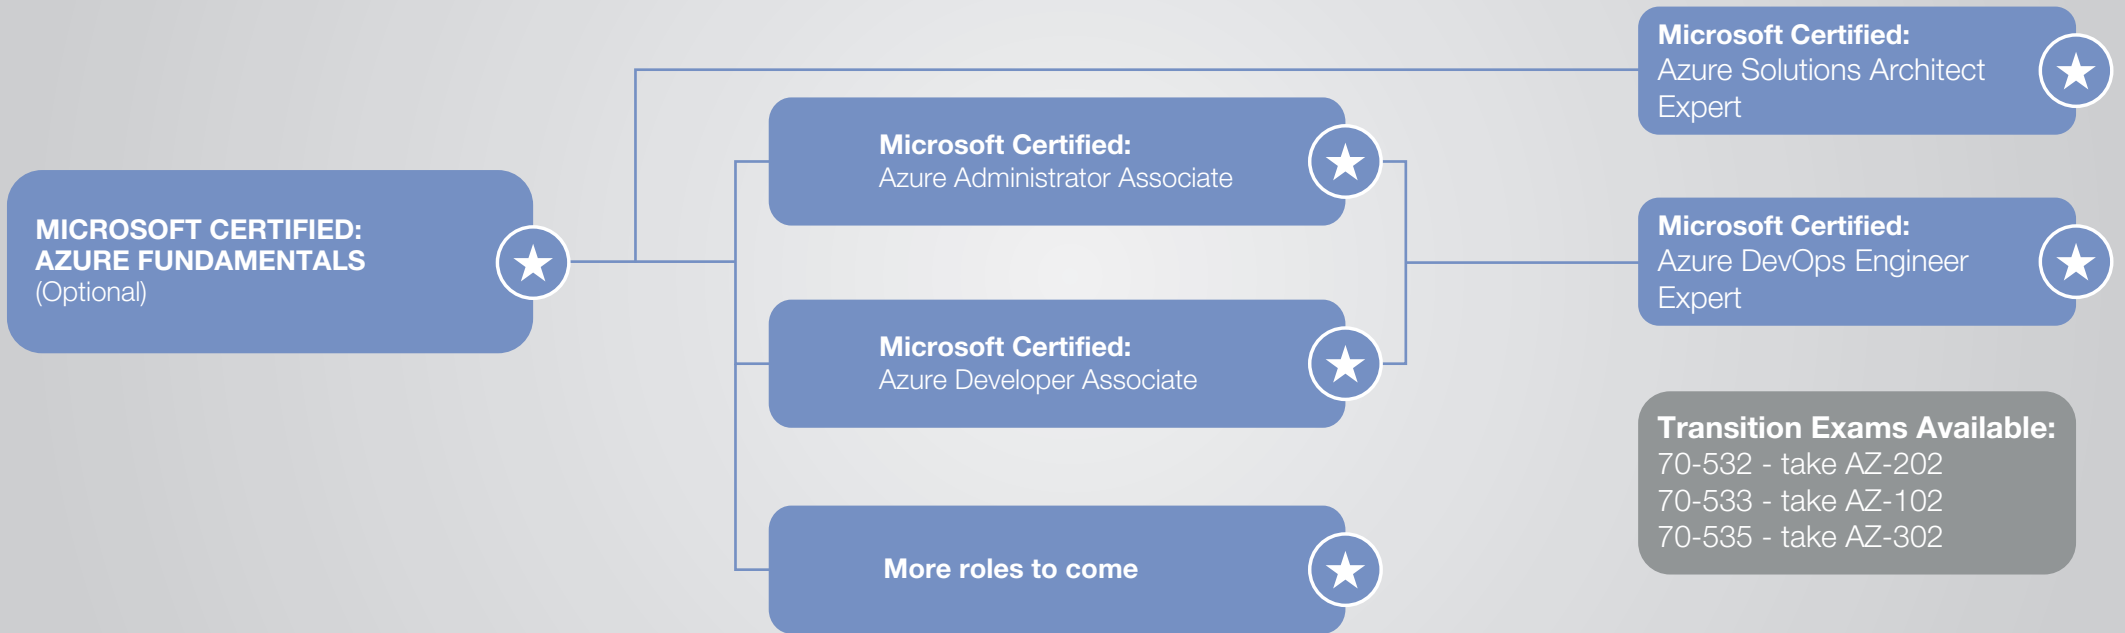 MICROSOFT CERTIFIED:
AZURE FUNDAMENTALS
(Optional)
Microsoft Certified:
Azure Administrator Associate
Microsoft Certified:
Azure Developer Associate
More roles to come
Microsoft Certified:
Azure Solutions Architect
Expert
Microsoft Certified:
Azure DevOps Engineer
Expert
Transition Exams Available:
70-532 - take AZ-202
70-533 - take AZ-102
70-535 - take AZ-302